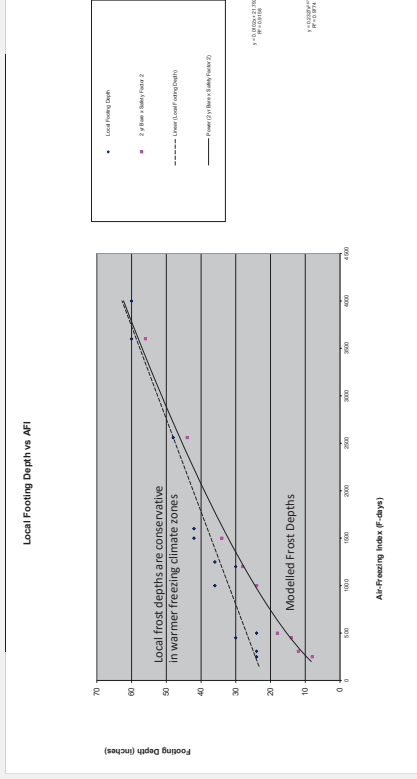 Local Footing Depth vs AFI
Footing Depth (inches)
70
60
50
40
30
20
10
0
Local frost depths are conservative
in warmer freezing climate zones
Modelled Frost Depths
0
500
1000
1500
2000
2500
3000
3500
4000
4500
Air-Freezing Index (F-days)
Local Footing Depth
2 yr Bare x Safety Factor 2
Linear (Local Footing Depth)
Power (2 yr Bare x Safety Factor 2)